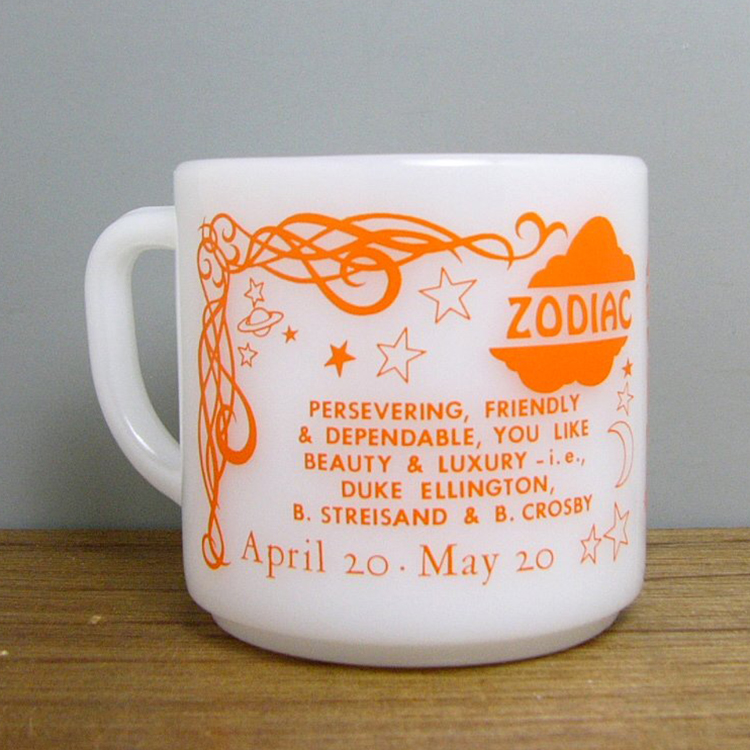 ZODIAC
PERSEVERING, FRIENDLY
& DEPENDABLE, YOU LIKE
BEAUTY & LUXURY -i.e.,
DUKE ELLINGTON,
B. STREISAND & B. CROSBY
April 20 · May 20